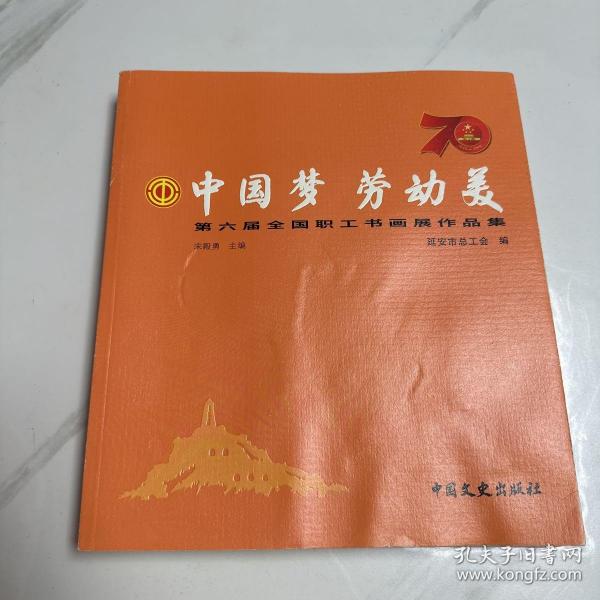 70
中国梦 劳动美
第六届全国职工书画展作品集
宋殿勇 主编
延安市总工会 编
中国文史出版社
孔夫子旧书网
www.kongfz.com